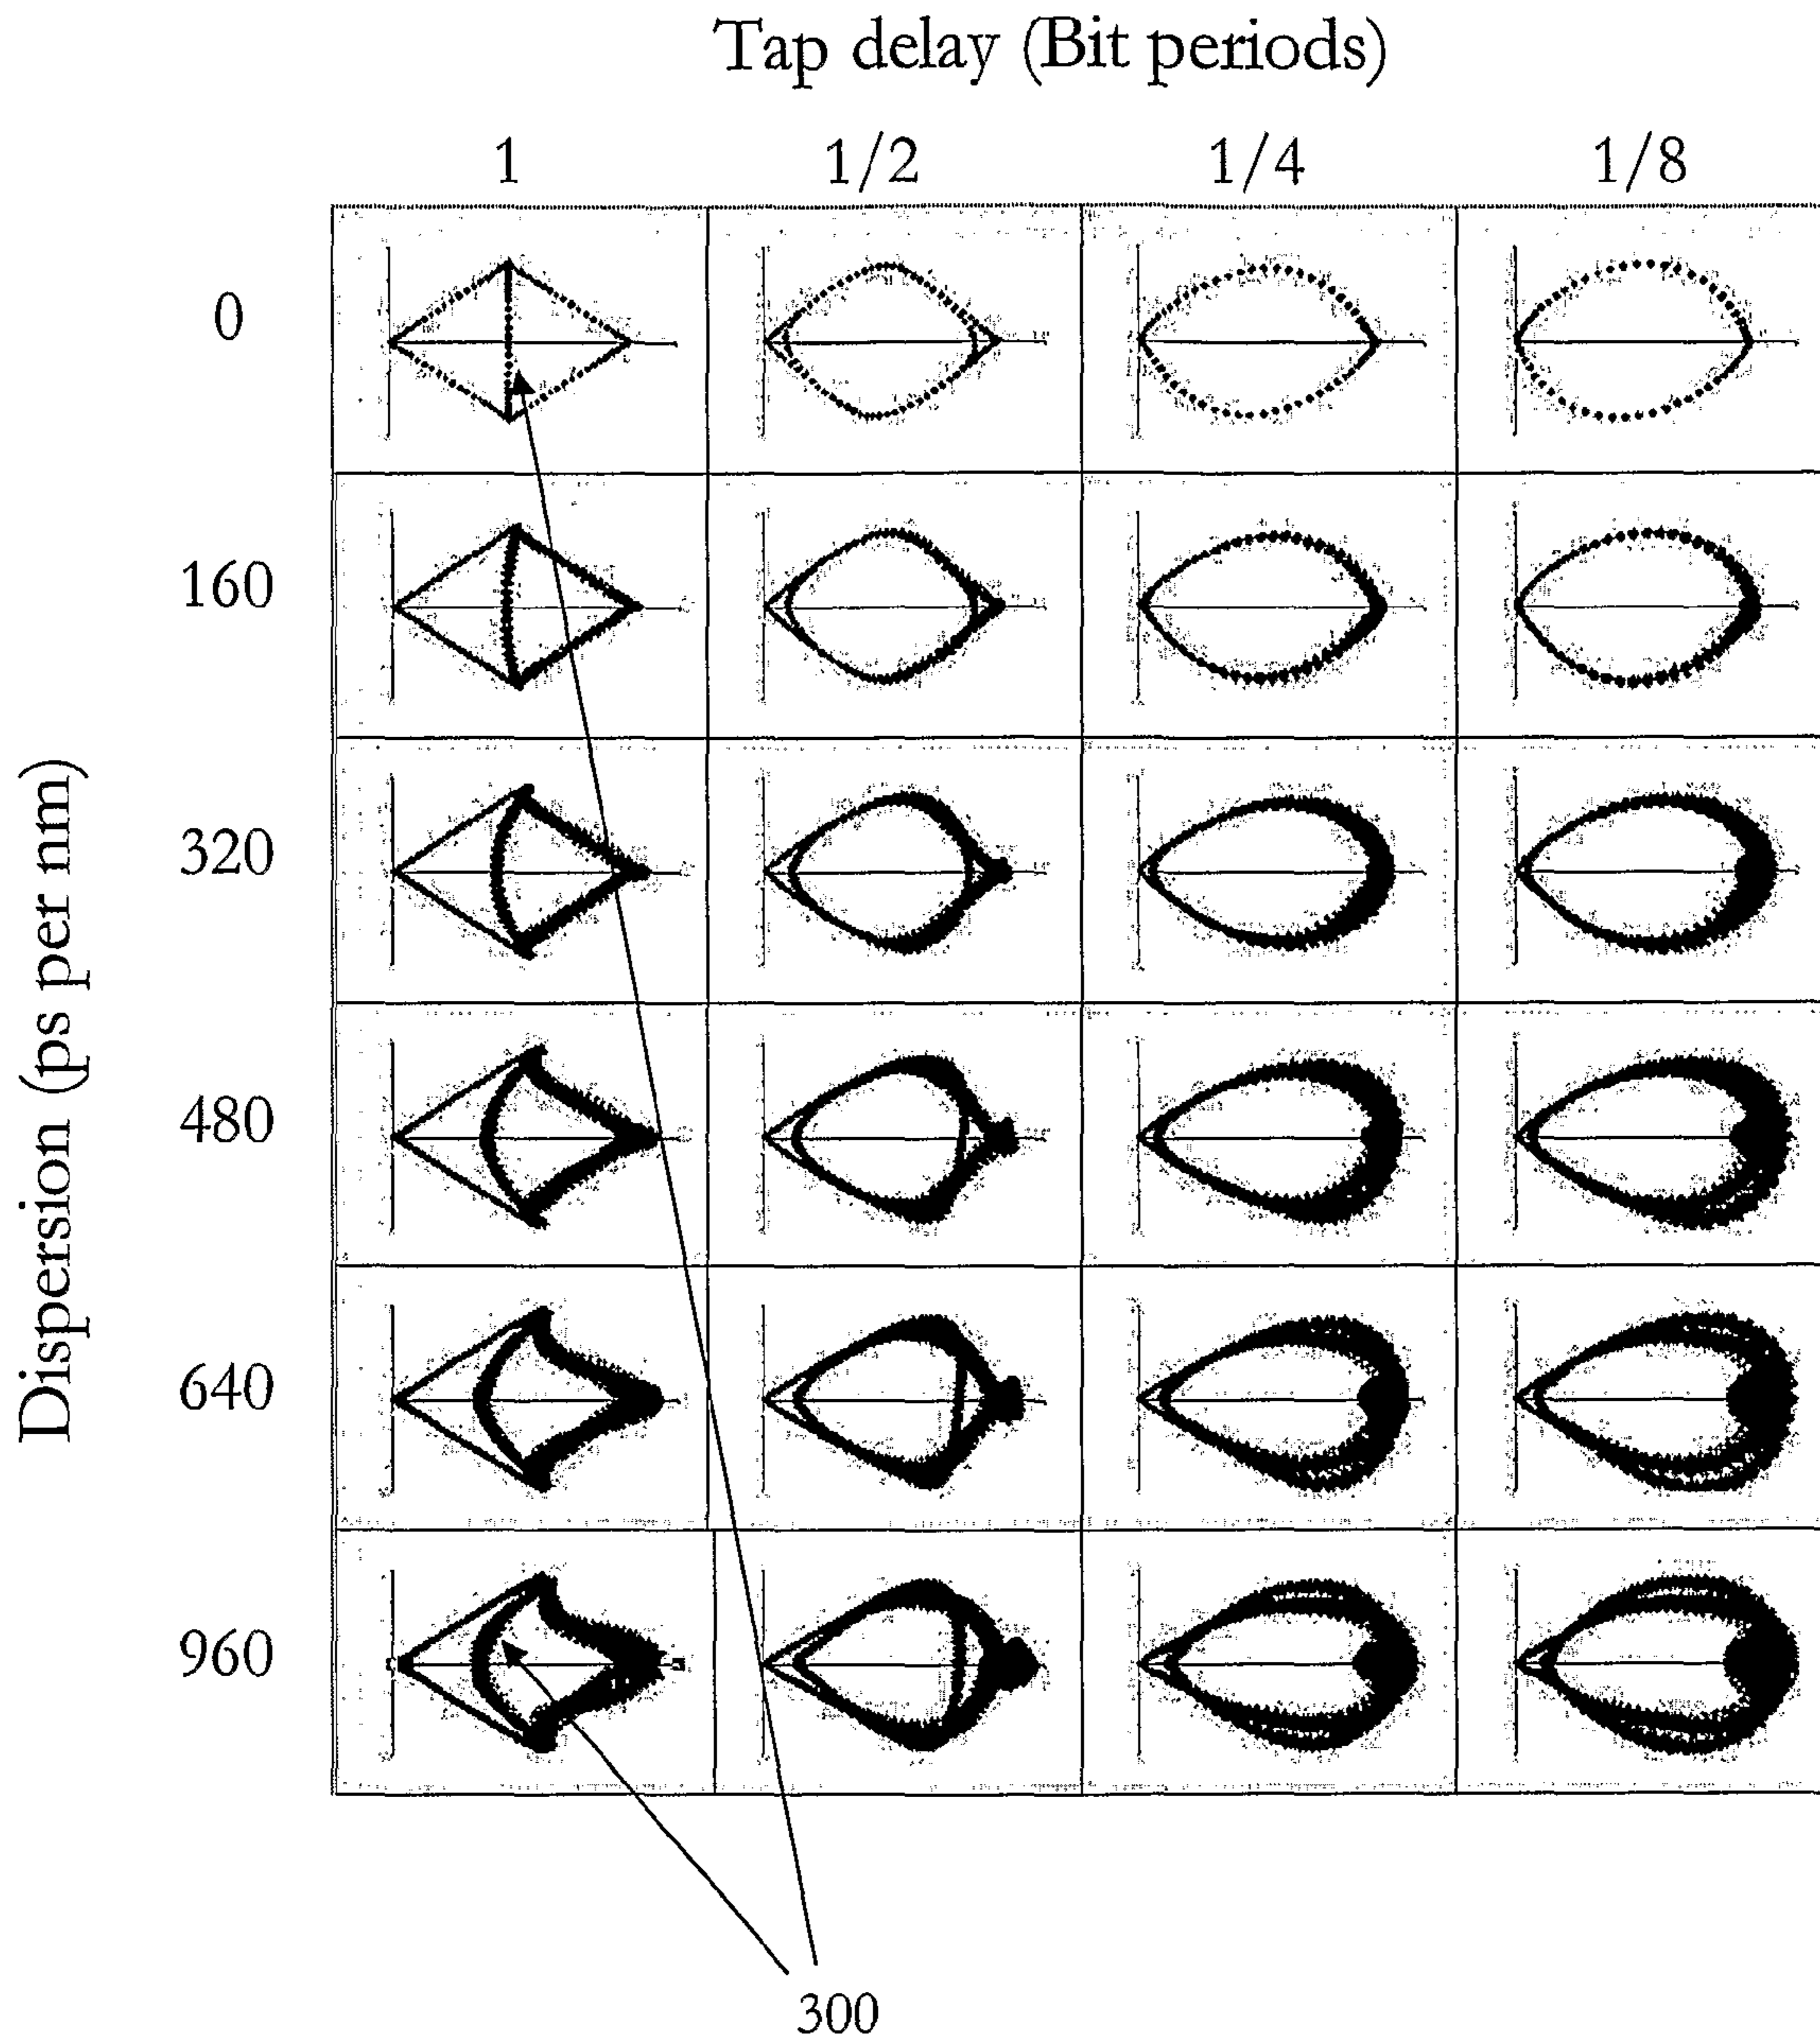 Tap delay (Bit periods)
1 1/2 1/4 1/8
Dispersion (ps per nm)
0
160
320
480
640
960
300